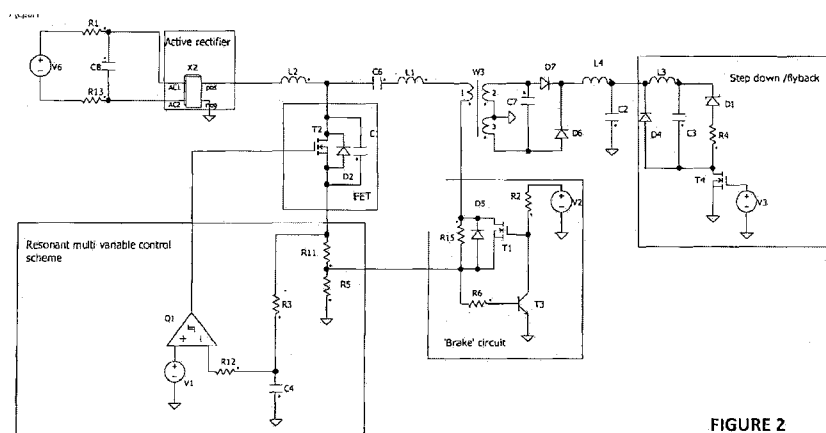 R1
Active rectifier
V6
C8
X2
AC1
pos
AC2
R13
L2
C6
L1
W3
1
2
3
D7
C7
D6
L4
C2
Step down /flyback
L3
D1
D4
C3
R4
T4
V3
T2
D2
FET
Resonant multi-variable control
scheme
R11
R5
R3
Q1
R12
V1
C4
R15
D3
T1
R2
V2
R6
T3
'Brake' circuit
FIGURE 2